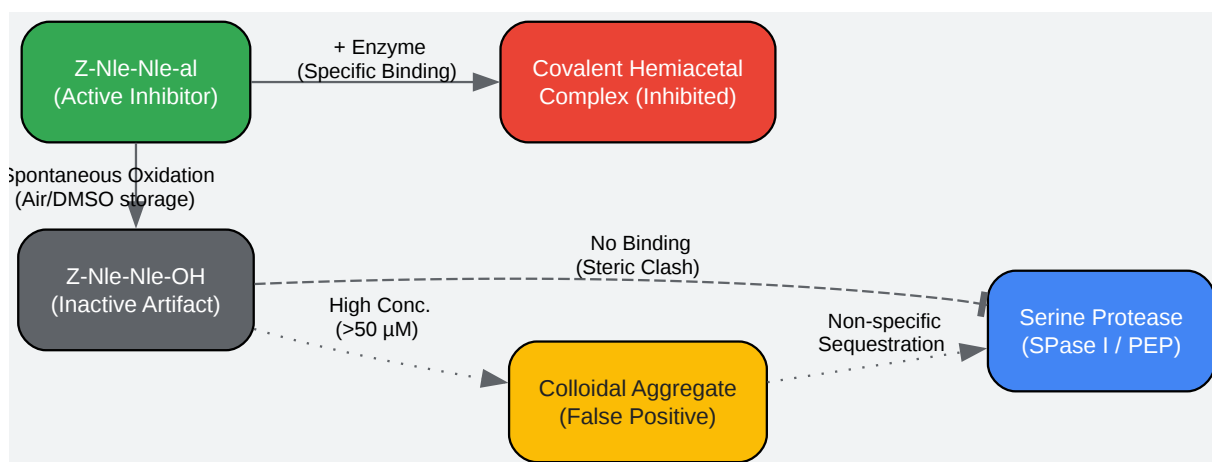 Z-Nle-Nle-al
(Active Inhibitor)
+ Enzyme
(Specific Binding)
Covalent Hemiacetal
Complex (Inhibited)
Spontaneous Oxidation
(Air/DMSO storage)
Z-Nle-Nle-OH
(Inactive Artifact)
No Binding
(Steric Clash)
High Conc.
(>50 µM)
Non-specific
Sequestration
Serine Protease
(SPase I / PEP)
Colloidal Aggregate
(False Positive)